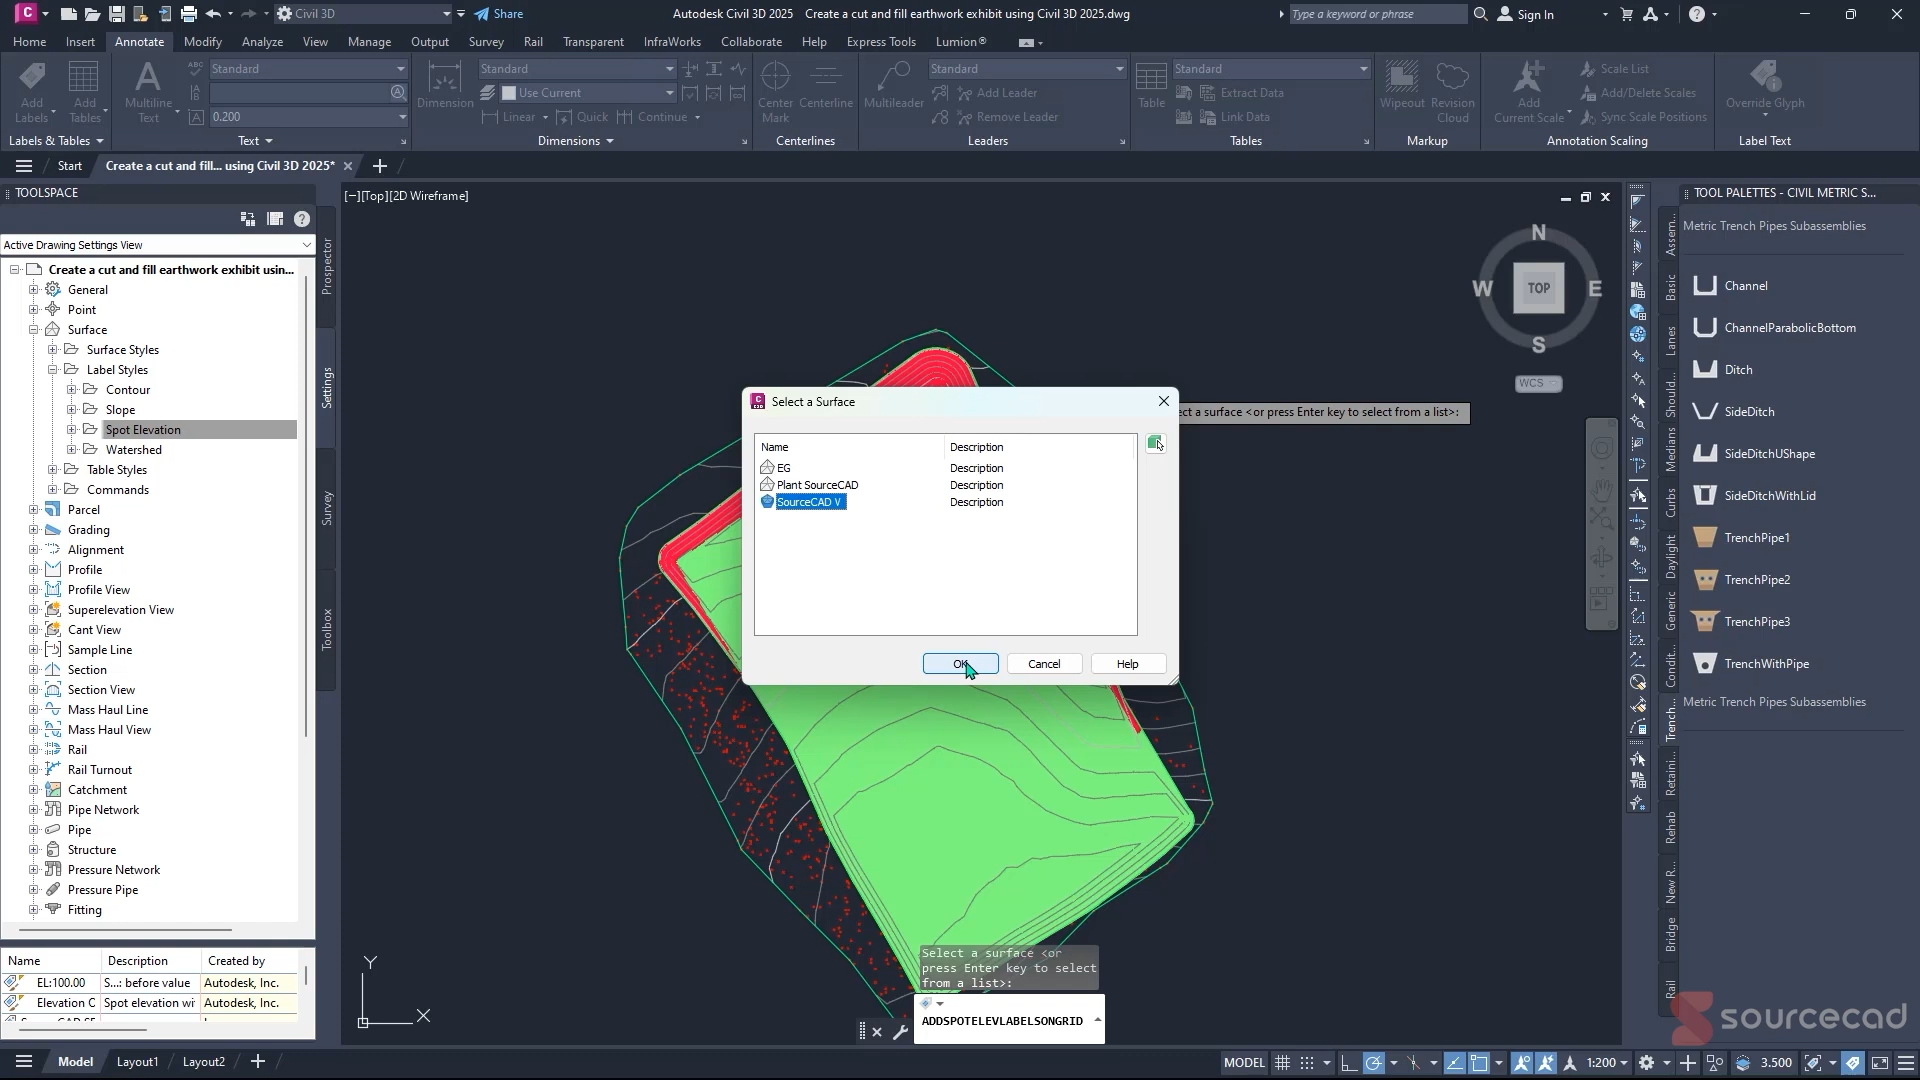 Civil 3D
Share
Autodesk Civil 3D 2025 Create a cut and fill earthwork exhibit using Civil 3D 2025.dwg
Type a keyword or phrase
Sign In
Home Insert Annotate Modify Analyze View Manage Output Survey Rail Transparent InfraWorks Collaborate Help Express Tools Lumion®
Add Labels
Add Tables
Labels & Tables
Multiline Text
ABC
Standard
0.200
Text
Dimension
Standard
Use Current
Linear Quick Continue
Dimensions
Center Mark
Centerline
Centerlines
Multileader
Standard
Add Leader
Remove Leader
Leaders
Table
Standard
Extract Data
Link Data
Tables
Wipeout Revision Cloud
Markup
Add Current Scale
Scale List
Add/Delete Scales
Sync Scale Positions
Annotation Scaling
Override Glyph
Label Text
Start
Create a cut and fill... using Civil 3D 2025*
TOOLSPACE
Active Drawing Settings View
Create a cut and fill earthwork exhibit usin...
General
Point
Surface
Surface Styles
Label Styles
Contour
Slope
Spot Elevation
Watershed
Table Styles
Commands
Parcel
Grading
Alignment
Profile
Profile View
Superelevation View
Cant View
Sample Line
Section
Section View
Mass Haul Line
Mass Haul View
Rail
Rail Turnout
Catchment
Pipe Network
Pipe
Structure
Pressure Network
Pressure Pipe
Fitting
Prospector
Settings
Survey
Toolbox
Name Description Created by
EL:100.00 S...: before value Autodesk, Inc.
Elevation C Spot elevation wi Autodesk, Inc.
[−][Top][2D Wireframe]
N
W TOP E
S
WCS
Select a Surface
Name Description
EG Description
Plant SourceCAD Description
SourceCAD V Description
OK Cancel Help
ct a surface <or press Enter key to select from a list>:
Select a surface <or
press Enter key to select
from a list>:
ADDSPOTELEVLABELSONGRID
Y
X
TOOL PALETTES - CIVIL METRIC S...
Metric Trench Pipes Subassemblies
Channel
ChannelParabolicBottom
Ditch
SideDitch
SideDitchUShape
SideDitchWithLid
TrenchPipe1
TrenchPipe2
TrenchPipe3
TrenchWithPipe
Metric Trench Pipes Subassemblies
Assem...
Basic
Lanes
Should...
Medians
Curbs
Daylight
Generic
Condit...
Trench...
Retaini...
Rehab
New R...
Bridge
Rail
sourcecad
Model Layout1 Layout2
MODEL
1:200
3.500